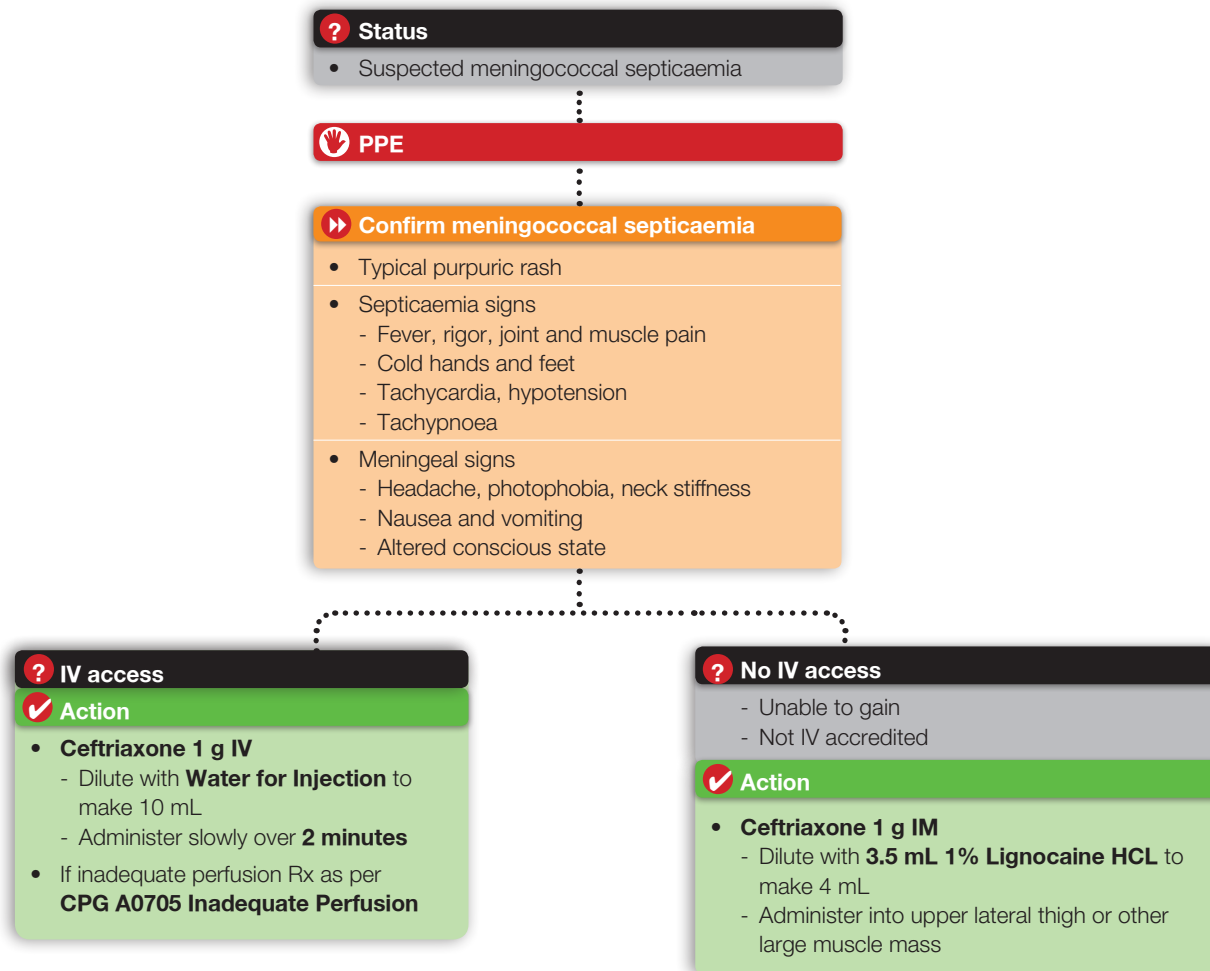 ? Status
• Suspected meningococcal septicaemia
PPE
Confirm meningococcal septicaemia
• Typical purpuric rash
• Septicaemia signs
- Fever, rigor, joint and muscle pain
- Cold hands and feet
- Tachycardia, hypotension
- Tachypnoea
• Meningeal signs
- Headache, photophobia, neck stiffness
- Nausea and vomiting
- Altered conscious state
? IV access
Action
• Ceftriaxone 1 g IV
- Dilute with Water for Injection to
make 10 mL
- Administer slowly over 2 minutes
• If inadequate perfusion Rx as per
CPG A0705 Inadequate Perfusion
? No IV access
- Unable to gain
- Not IV accredited
Action
• Ceftriaxone 1 g IM
- Dilute with 3.5 mL 1% Lignocaine HCL to
make 4 mL
- Administer into upper lateral thigh or other
large muscle mass